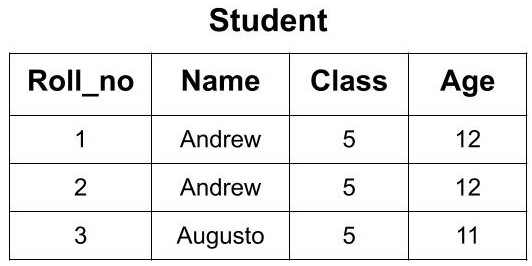 Student
Roll_no Name Class Age
1 Andrew 5 12
2 Andrew 5 12
3 Augusto 5 11